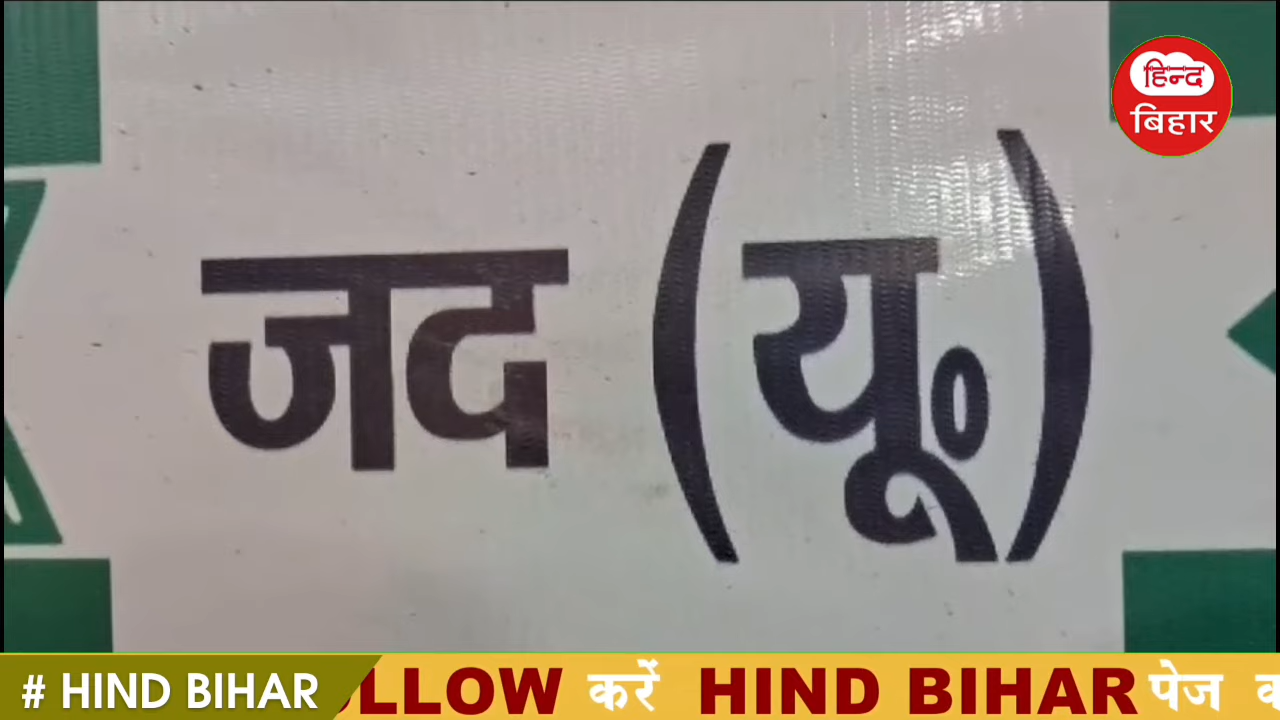 हिन्द
बिहार
जद (यू०)
# HIND BIHAR
LLOW करें HIND BIHAR पेज